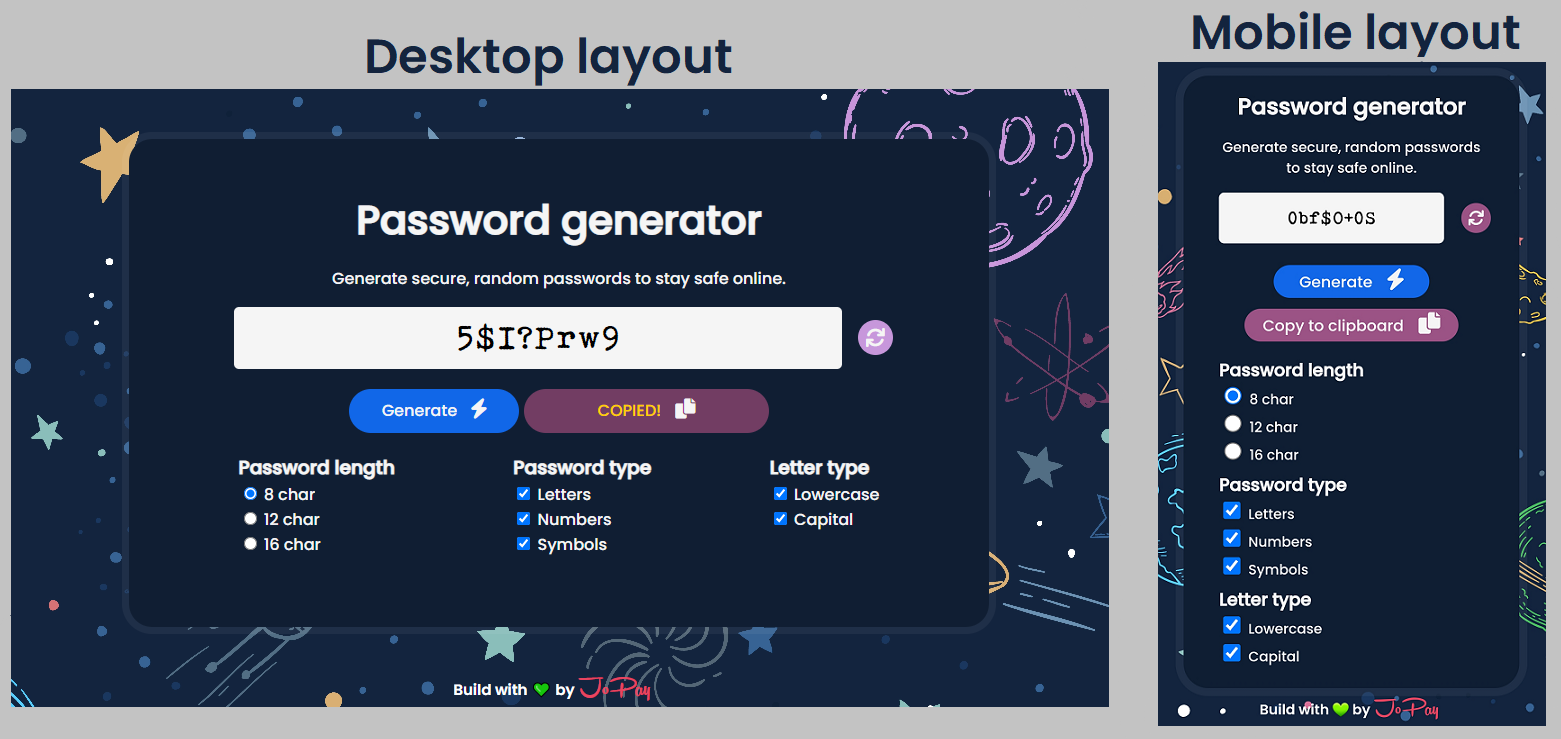 Desktop layout
Password generator
Generate secure, random passwords to stay safe online.
5$I?Prw9
Generate
COPIED!
Password length
8 char
12 char
16 char
Password type
Letters
Numbers
Symbols
Letter type
Lowercase
Capital
Build with 💚 by JoPay
Mobile layout
Password generator
Generate secure, random passwords
to stay safe online.
0bf$O+0S
Generate
Copy to clipboard
Password length
8 char
12 char
16 char
Password type
Letters
Numbers
Symbols
Letter type
Lowercase
Capital
Build with 💚 by JoPay